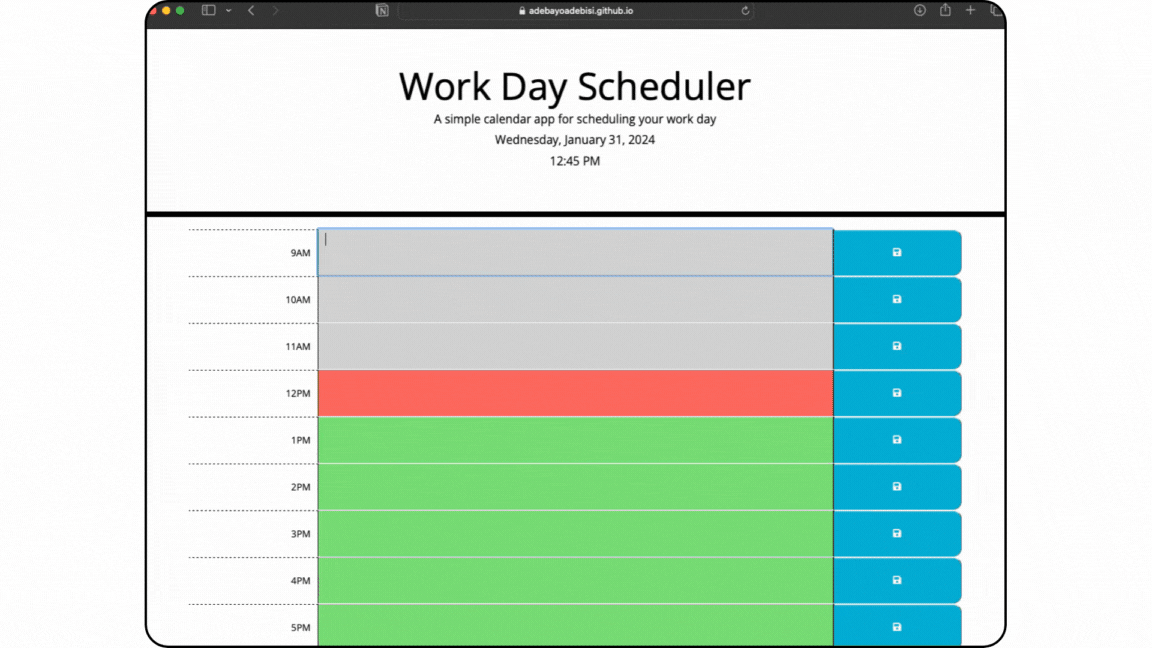 adebayoadebisi.github.io
Work Day Scheduler
A simple calendar app for scheduling your work day
Wednesday, January 31, 2024
12:45 PM
9AM
10AM
11AM
12PM
1PM
2PM
3PM
4PM
5PM